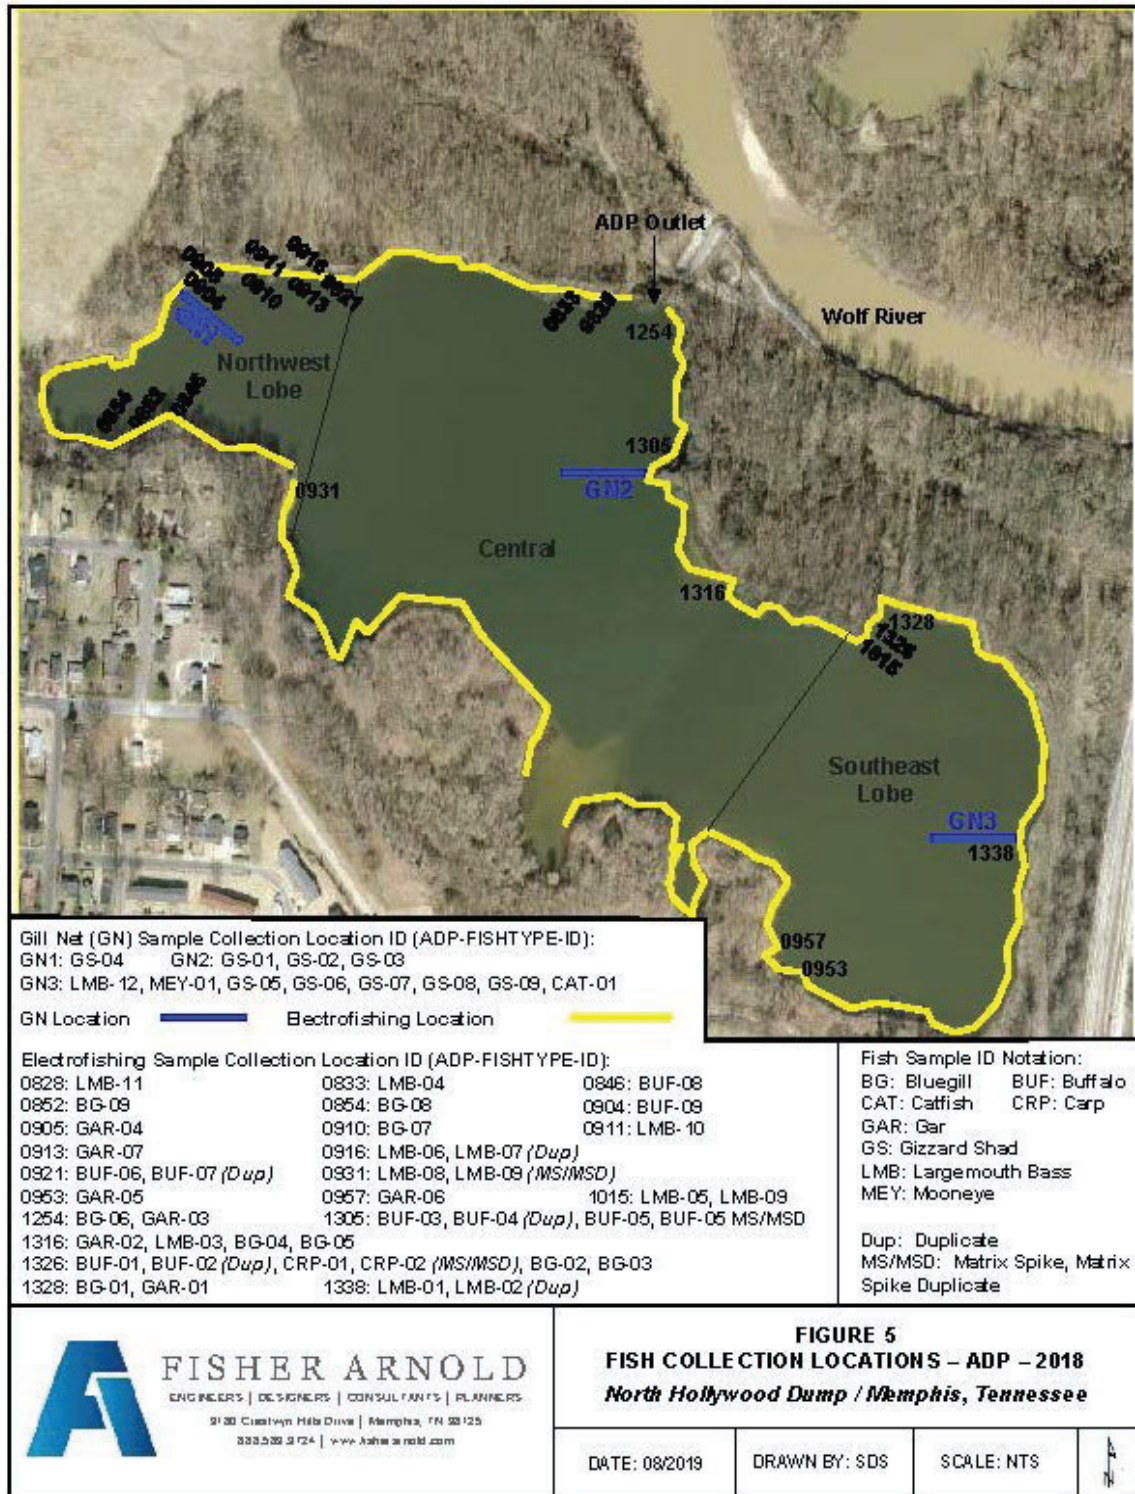 ADP Outlet
Wolf River
0905
0904
0911
0910
0916
0913
0921
0833
0828
1254
Northwest
Lobe
0854
0852
0846
1305
GN2
0931
Central
1316
1328
1326
1015
Southeast
Lobe
GN3
1338
0957
0953
Gill Net (GN) Sample Collection Location ID (ADP-FISHTYPE-ID):
GN1: GS-04 GN2: GS-01, GS-02, GS-03
GN3: LMB-12, MEY-01, GS-05, GS-06, GS-07, GS-08, GS-09, CAT-01
GN Location Electrofishing Location
Electrofishing Sample Collection Location ID (ADP-FISHTYPE-ID):
0828: LMB-11 0833: LMB-04 0846: BUF-08
0852: BG-09 0854: BG-08 0904: BUF-09
0905: GAR-04 0910: BG-07 0911: LMB-10
0913: GAR-07 0916: LMB-06, LMB-07 (Dup)
0921: BUF-06, BUF-07 (Dup) 0931: LMB-08, LMB-09 (MS/MSD)
0953: GAR-05 0957: GAR-06 1015: LMB-05, LMB-09
1254: BG-06, GAR-03 1305: BUF-03, BUF-04 (Dup), BUF-05, BUF-05 MS/MSD
1316: GAR-02, LMB-03, BG-04, BG-05
1326: BUF-01, BUF-02 (Dup), CRP-01, CRP-02 (MS/MSD), BG-02, BG-03
1328: BG-01, GAR-01 1338: LMB-01, LMB-02 (Dup)
Fish Sample ID Notation:
BG: Bluegill BUF: Buffalo
CAT: Catfish CRP: Carp
GAR: Gar
GS: Gizzard Shad
LMB: Largemouth Bass
MEY: Mooneye
Dup: Duplicate
MS/MSD: Matrix Spike, Matrix
Spike Duplicate
FISHER ARNOLD
ENGINEERS | DESIGNERS | CONSULTANTS | PLANNERS
9180 Crestwyn Hills Drive | Memphis, TN 38125
888.583.9724 | www.fisherarnold.com
FIGURE 5
FISH COLLECTION LOCATIONS – ADP – 2018
North Hollywood Dump / Memphis, Tennessee
DATE: 08/2019 DRAWN BY: SDS SCALE: NTS
N